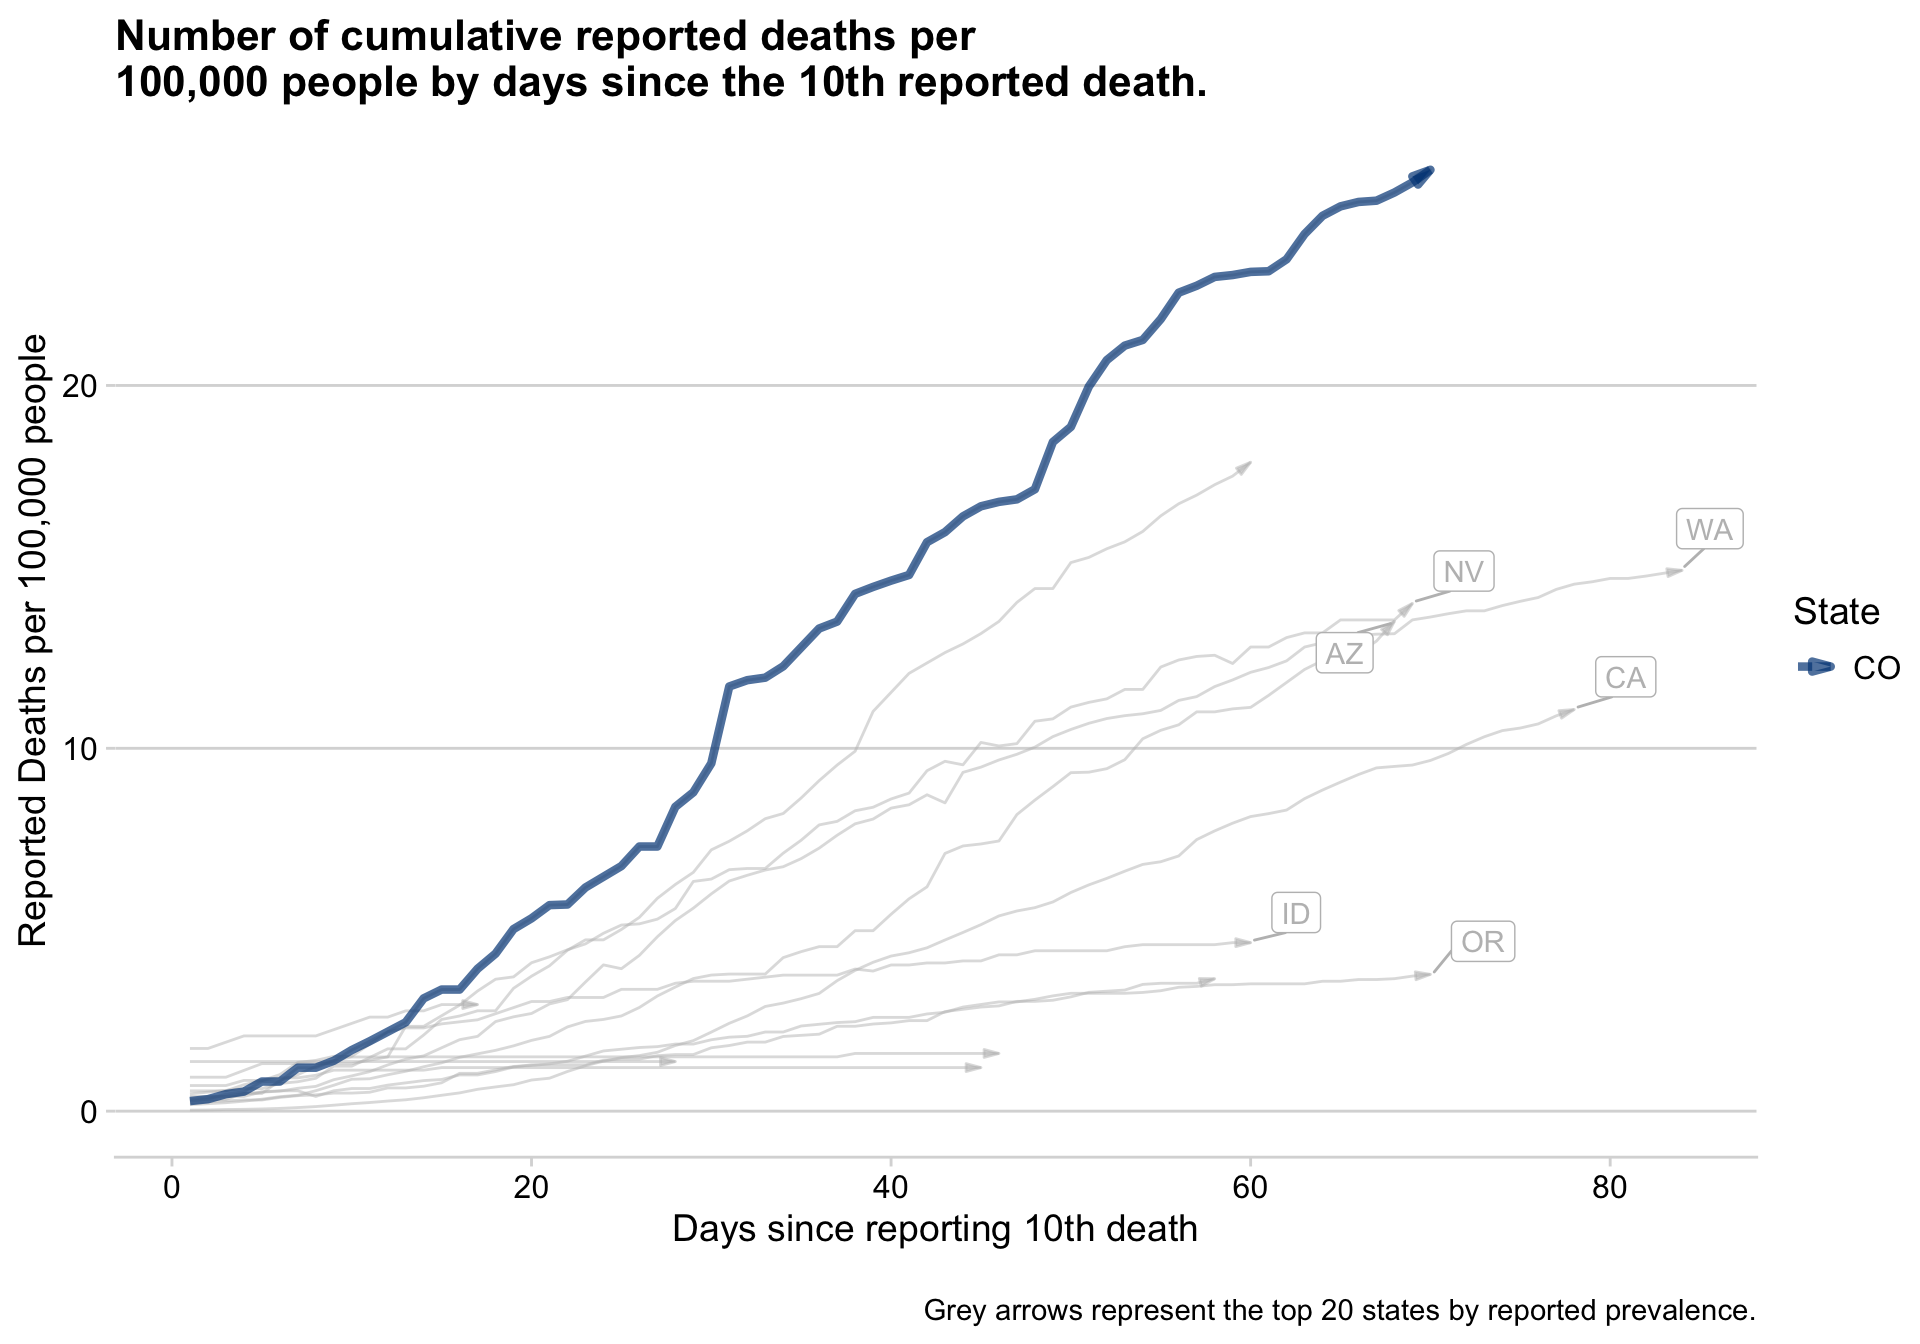 Number of cumulative reported deaths per
100,000 people by days since the 10th reported death.
Reported Deaths per 100,000 people
20
10
0
WA
NV
AZ
CA
ID
OR
State
CO
0 20 40 60 80
Days since reporting 10th death
Grey arrows represent the top 20 states by reported prevalence.